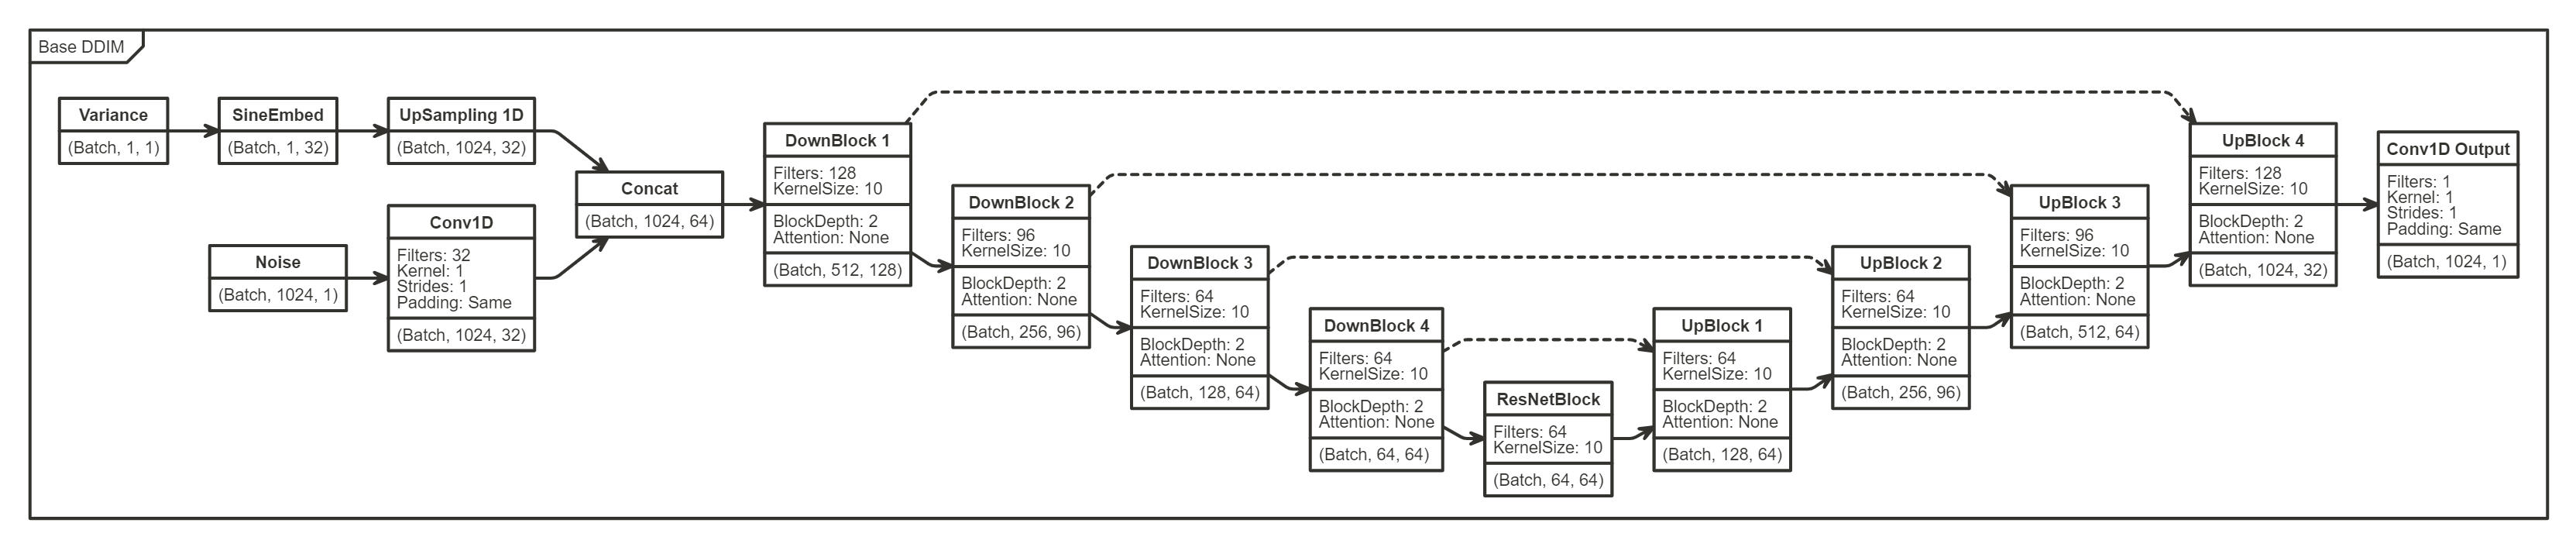 Base DDIM
Variance
(Batch, 1, 1)
SineEmbed
(Batch, 1, 32)
UpSampling 1D
(Batch, 1024, 32)
Noise
(Batch, 1024, 1)
Conv1D
Filters: 32
Kernel: 1
Strides: 1
Padding: Same
(Batch, 1024, 32)
Concat
(Batch, 1024, 64)
DownBlock 1
Filters: 128
KernelSize: 10
BlockDepth: 2
Attention: None
(Batch, 512, 128)
DownBlock 2
Filters: 96
KernelSize: 10
BlockDepth: 2
Attention: None
(Batch, 256, 96)
DownBlock 3
Filters: 64
KernelSize: 10
BlockDepth: 2
Attention: None
(Batch, 128, 64)
DownBlock 4
Filters: 64
KernelSize: 10
BlockDepth: 2
Attention: None
(Batch, 64, 64)
ResNetBlock
Filters: 64
KernelSize: 10
(Batch, 64, 64)
UpBlock 1
Filters: 64
KernelSize: 10
BlockDepth: 2
Attention: None
(Batch, 128, 64)
UpBlock 2
Filters: 64
KernelSize: 10
BlockDepth: 2
Attention: None
(Batch, 256, 96)
UpBlock 3
Filters: 96
KernelSize: 10
BlockDepth: 2
Attention: None
(Batch, 512, 64)
UpBlock 4
Filters: 128
KernelSize: 10
BlockDepth: 2
Attention: None
(Batch, 1024, 32)
Conv1D Output
Filters: 1
Kernel: 1
Strides: 1
Padding: Same
(Batch, 1024, 1)